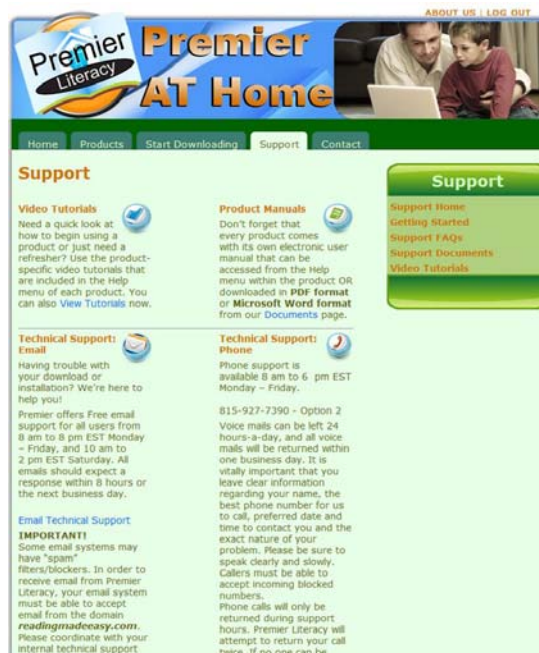 ABOUT US | LOG OUT
Premier
Literacy
Premier
AT Home
Home Products Start Downloading Support Contact
Support
Video Tutorials
Need a quick look at
how to begin using a
product or just need a
refresher? Use the product-
specific video tutorials that
are included in the Help
menu of each product. You
can also View Tutorials now.
Product Manuals
Don't forget that
every product comes
with its own electronic user
manual that can be
accessed from the Help
menu within the product OR
downloaded in PDF format
or Microsoft Word format
from our Documents page.
Technical Support:
Email
Having trouble with
your download or
installation? We're here to
help you!
Premier offers Free email
support for all users from
8 am to 8 pm EST Monday
– Friday, and 10 am to
2 pm EST Saturday. All
emails should expect a
response within 8 hours or
the next business day.
Email Technical Support
IMPORTANT!
Some email systems may
have "spam"
filters/blockers. In order to
receive email from Premier
Literacy, your email system
must be able to accept
email from the domain
readingmadeeasy.com.
Please coordinate with your
internal technical support
Technical Support:
Phone
Phone support is
available 8 am to 6 pm EST
Monday – Friday.
815-927-7390 - Option 2
Voice mails can be left 24
hours-a-day, and all voice
mails will be returned within
one business day. It is
vitally important that you
leave clear information
regarding your name, the
best phone number for us
to call, preferred date and
time to contact you and the
exact nature of your
problem. Please be sure to
speak clearly and slowly.
Callers must be able to
accept incoming blocked
numbers.
Phone calls will only be
returned during support
hours. Premier Literacy will
attempt to return your call
twice. If no one can be
Support
Support Home
Getting Started
Support FAQs
Support Documents
Video Tutorials